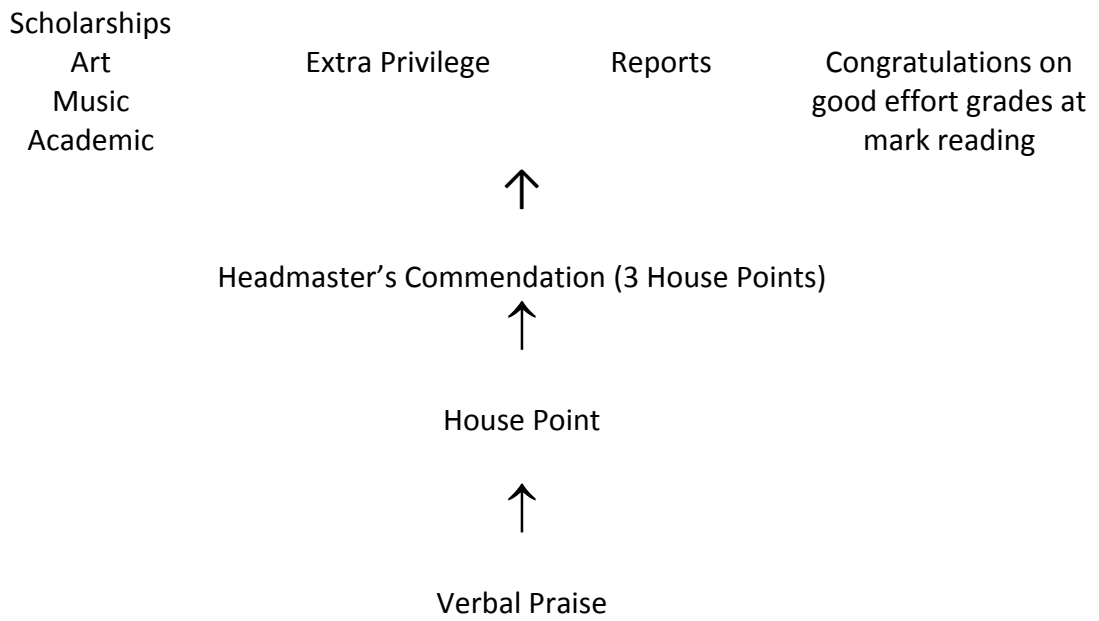 Scholarships
Art
Music
Academic
Extra Privilege
Reports
Congratulations on
good effort grades at
mark reading
↑
Headmaster’s Commendation (3 House Points)
↑
House Point
↑
Verbal Praise